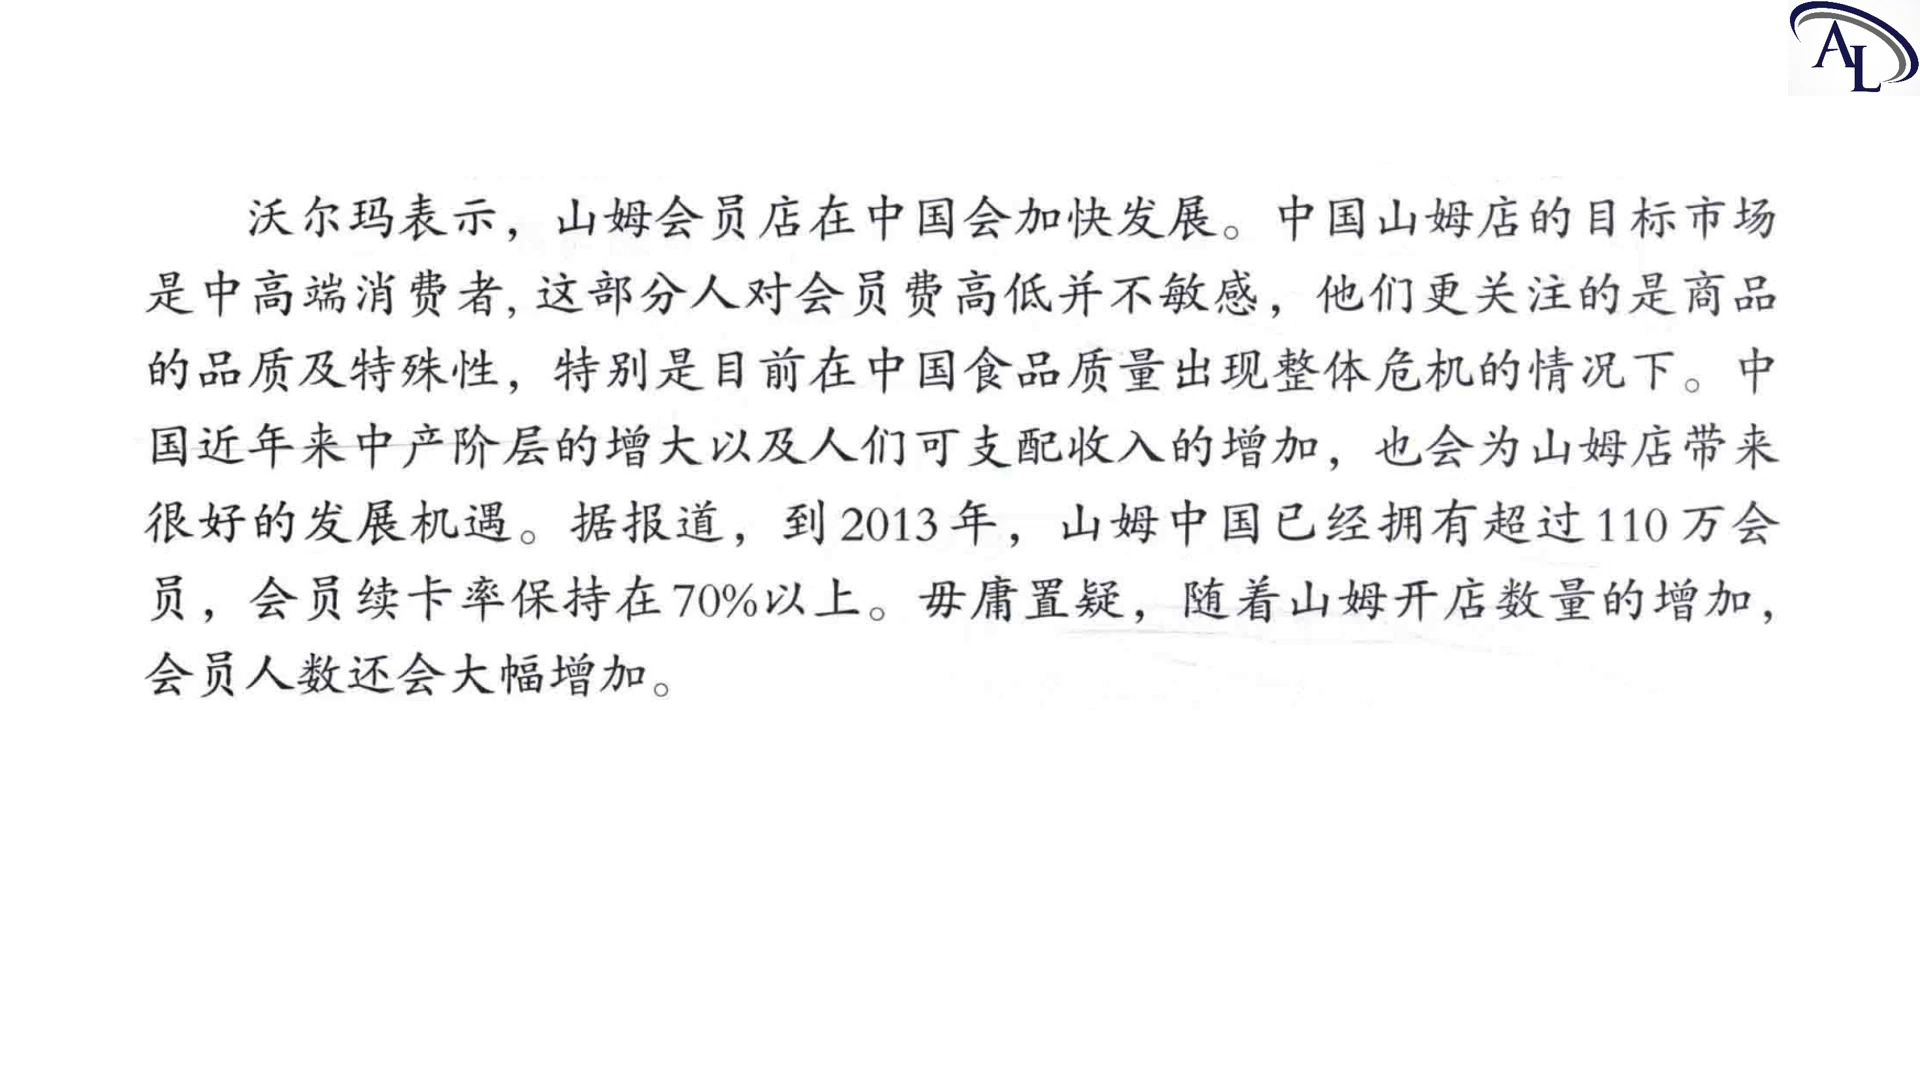 AL
沃尔玛表示，山姆会员店在中国会加快发展。中国山姆店的目标市场
是中高端消费者，这部分人对会员费高低并不敏感，他们更关注的是商品
的品质及特殊性，特别是目前在中国食品质量出现整体危机的情况下。中
国近年来中产阶层的增大以及人们可支配收入的增加，也会为山姆店带来
很好的发展机遇。据报道，到2013年，山姆中国已经拥有超过110万会
员，会员续卡率保持在70%以上。毋庸置疑，随着山姆开店数量的增加，
会员人数还会大幅增加。